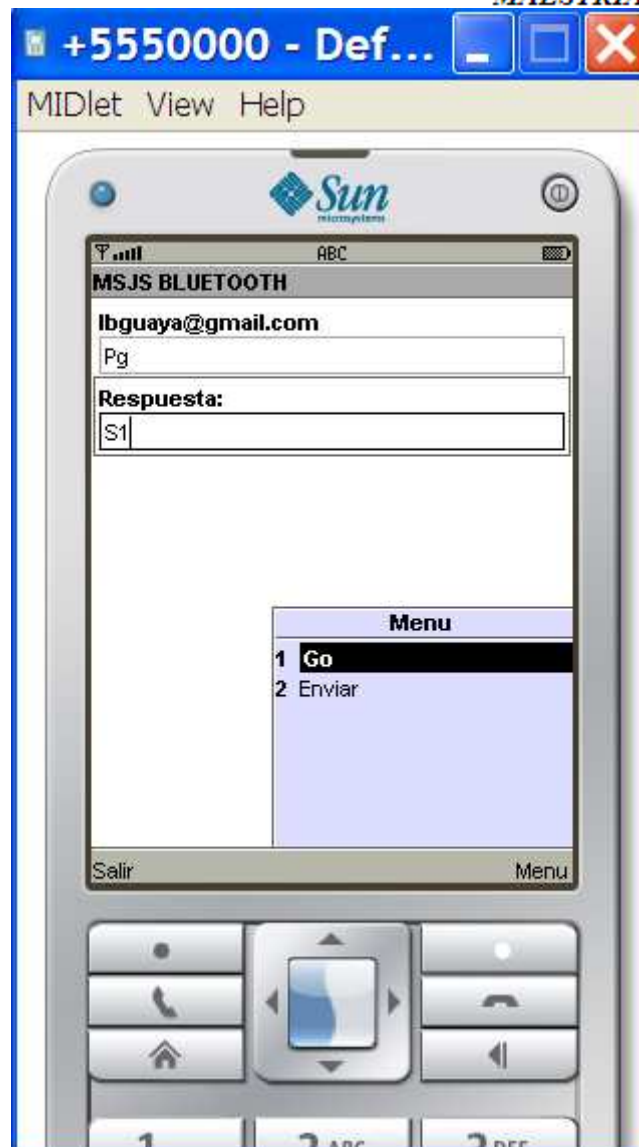 +5550000 - Def...
MIDlet View Help
Sun
microsystems
ABC
MSJS BLUETOOTH
lbguaya@gmail.com
Pg
Respuesta:
S1
Menu
1 Go
2 Enviar
Salir
Menu
1
2 ABC
3 DEF